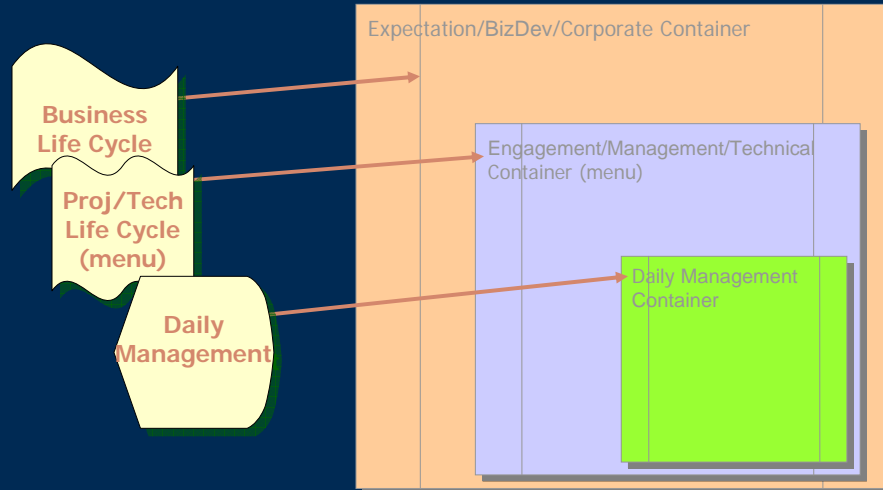 Expectation/BizDev/Corporate Container
Business
Life Cycle
Engagement/Management/Technical
Container (menu)
Proj/Tech
Life Cycle
(menu)
Daily Management
Container
Daily
Management